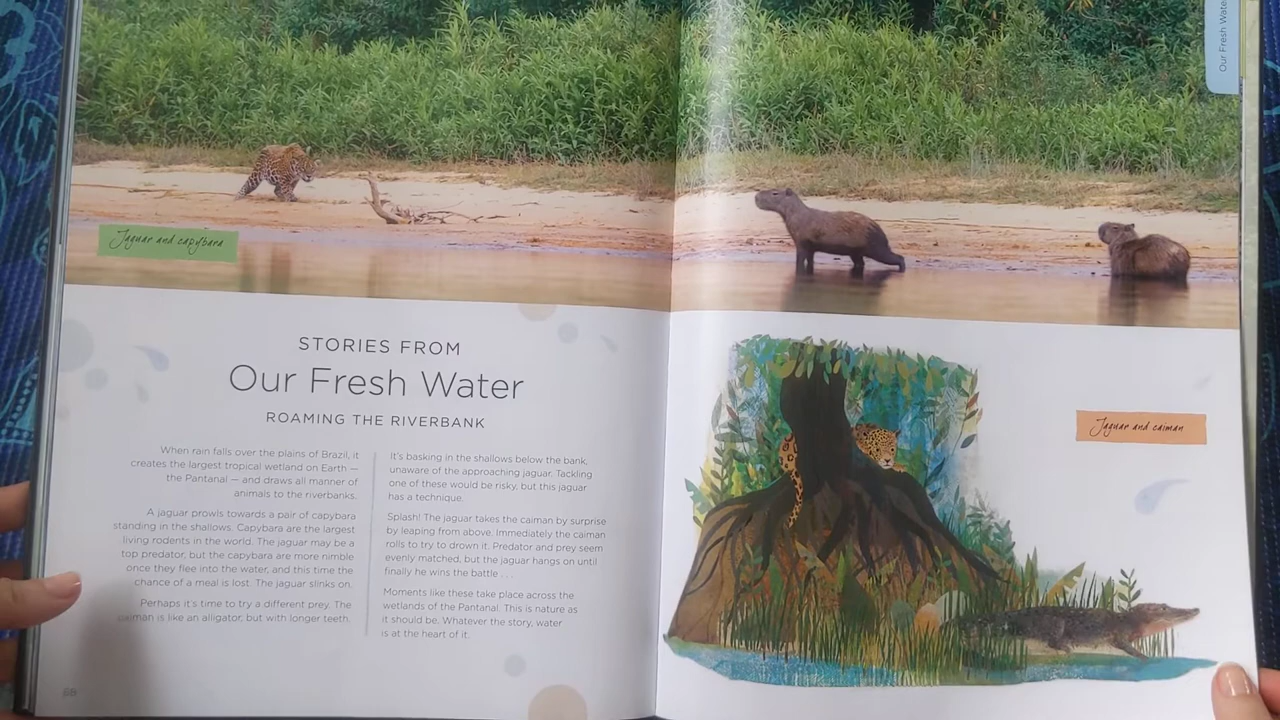 Our Fresh Water
Jaguar and capybara
STORIES FROM
Our Fresh Water
ROAMING THE RIVERBANK
When rain falls over the plains of Brazil, it
creates the largest tropical wetland on Earth —
the Pantanal — and draws all manner of
animals to the riverbanks.
A jaguar prowls towards a pair of capybara
standing in the shallows. Capybara are the largest
living rodents in the world. The jaguar may be a
top predator, but the capybara are more nimble
once they flee into the water, and this time the
chance of a meal is lost. The jaguar slinks on.
Perhaps it's time to try a different prey. The
caiman is like an alligator, but with longer teeth.
It's basking in the shallows below the bank,
unaware of the approaching jaguar. Tackling
one of these would be risky, but this jaguar
has a technique.
Splash! The jaguar takes the caiman by surprise
by leaping from above. Immediately the caiman
rolls to try to drown it. Predator and prey seem
evenly matched, but the jaguar hangs on until
finally he wins the battle . . .
Moments like these take place across the
wetlands of the Pantanal. This is nature as
it should be. Whatever the story, water
is at the heart of it.
Jaguar and caiman
68